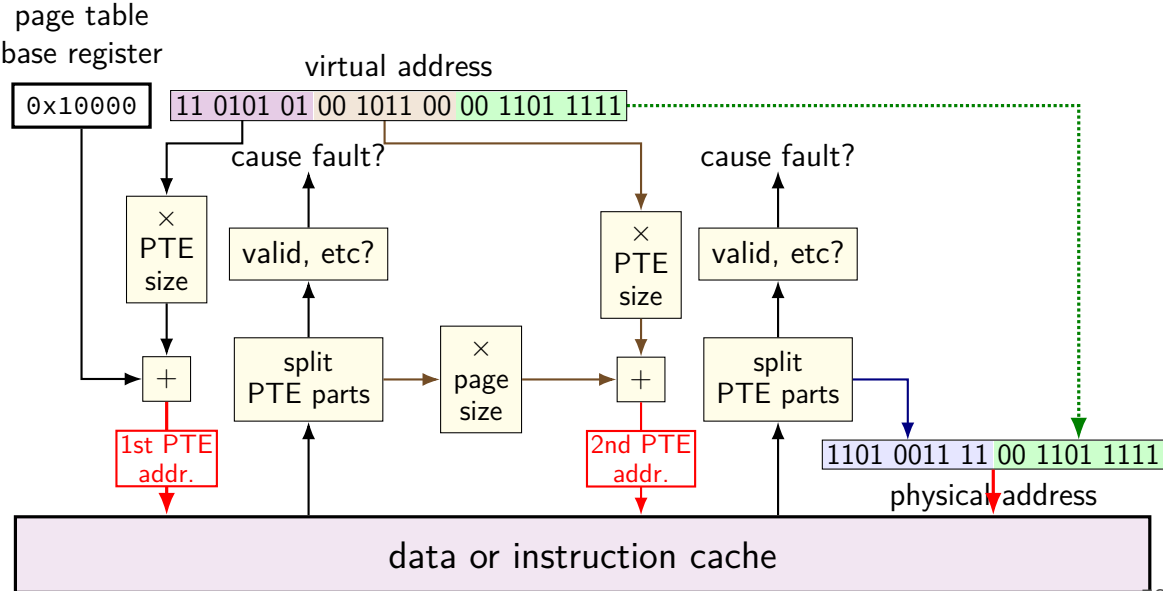 page table
base register
0x10000
virtual address
11 0101 01 00 1011 00 00 1101 1111
cause fault?
cause fault?
×
PTE
size
valid, etc?
×
PTE
size
valid, etc?
+
split
PTE parts
×
page
size
+
split
PTE parts
1st PTE
addr.
2nd PTE
addr.
1101 0011 11 00 1101 1111
physical address
data or instruction cache